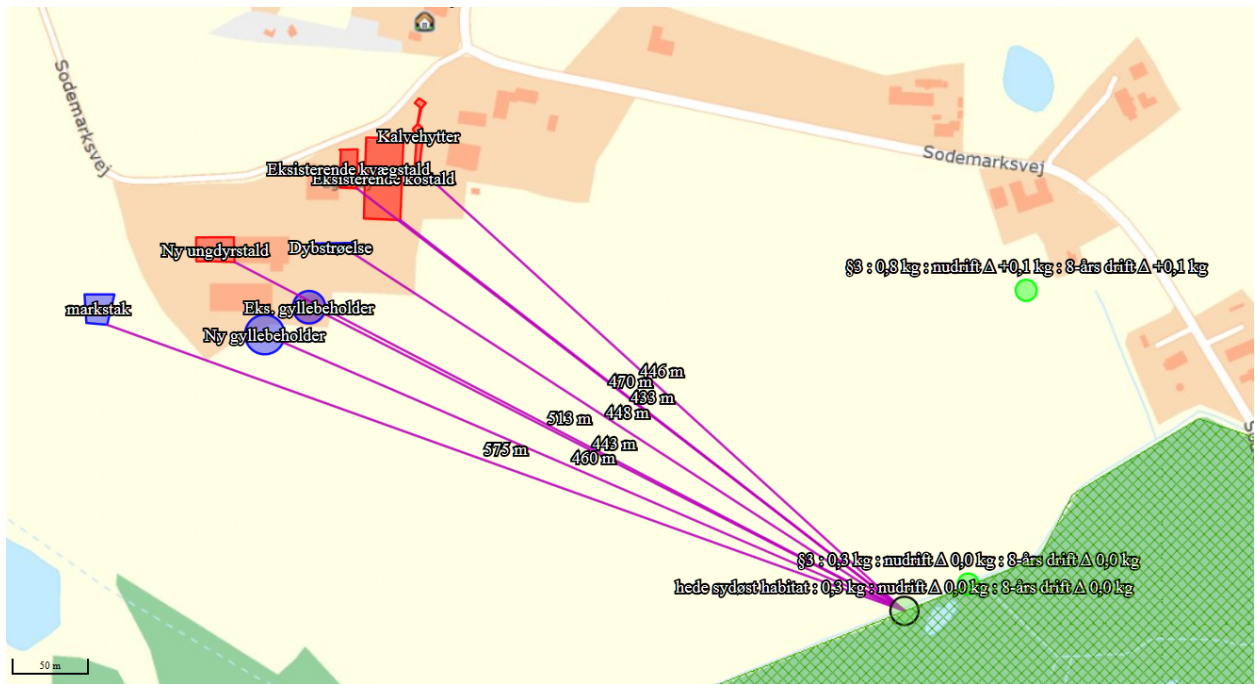 Sodemarksvej
Kalvehytter
Eksisterende kvægstald
Eksisterende kostald
Sodemarksvej
Ny ungdyrstald
Dybstrøelse
§3 : 0,8 kg : nudrift Δ +0,1 kg : 8-års drift Δ +0,1 kg
markstak
Eks. gyllebeholder
Ny gyllebeholder
446 m
470 m
433 m
448 m
513 m
443 m
575 m
460 m
§3 : 0,3 kg : nudrift Δ 0,0 kg : 8-års drift Δ 0,0 kg
hede sydøst habitat : 0,3 kg : nudrift Δ 0,0 kg : 8-års drift Δ 0,0 kg
50 m